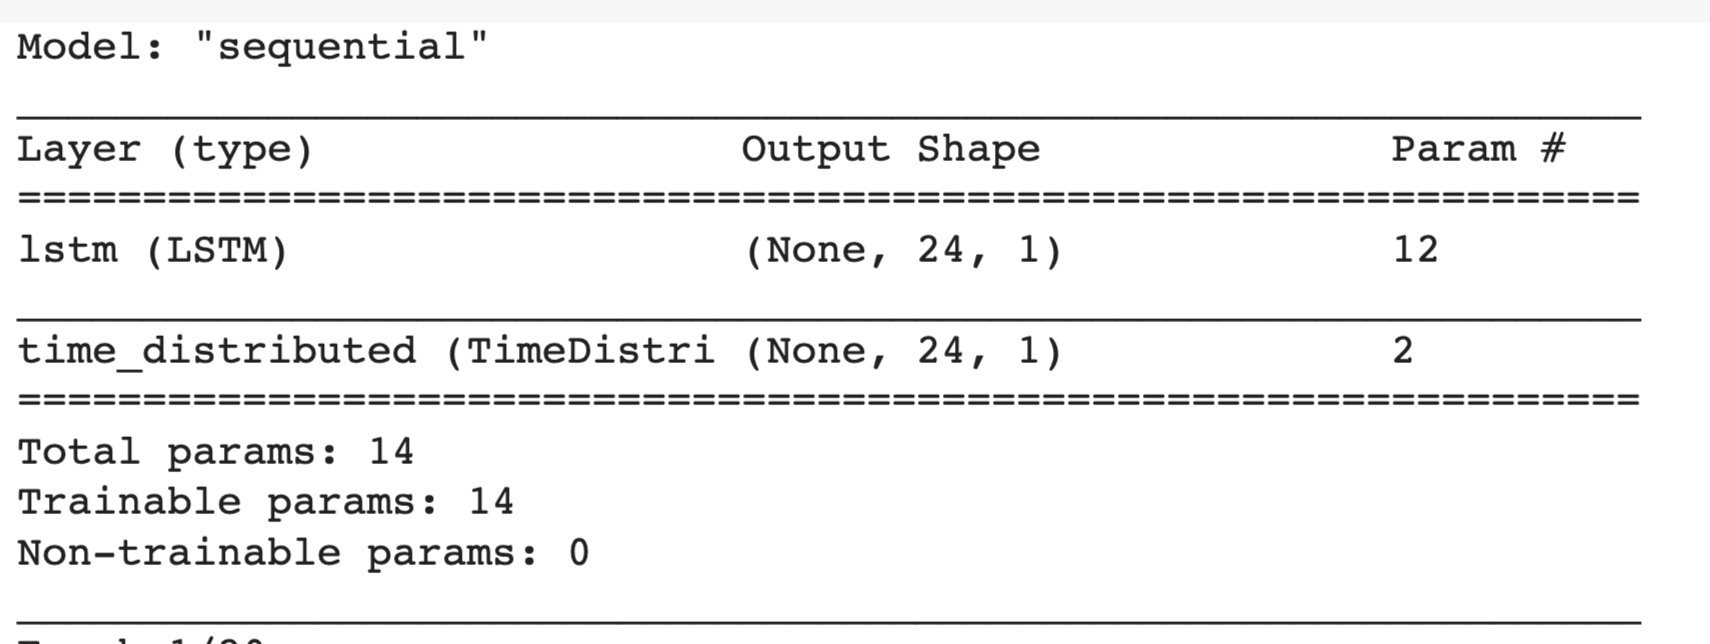 Model: "sequential"
_________________________________________________________________
Layer (type)                 Output Shape              Param #
=================================================================
lstm (LSTM)                  (None, 24, 1)             12
_________________________________________________________________
time_distributed (TimeDistri (None, 24, 1)             2
=================================================================
Total params: 14
Trainable params: 14
Non-trainable params: 0
_________________________________________________________________